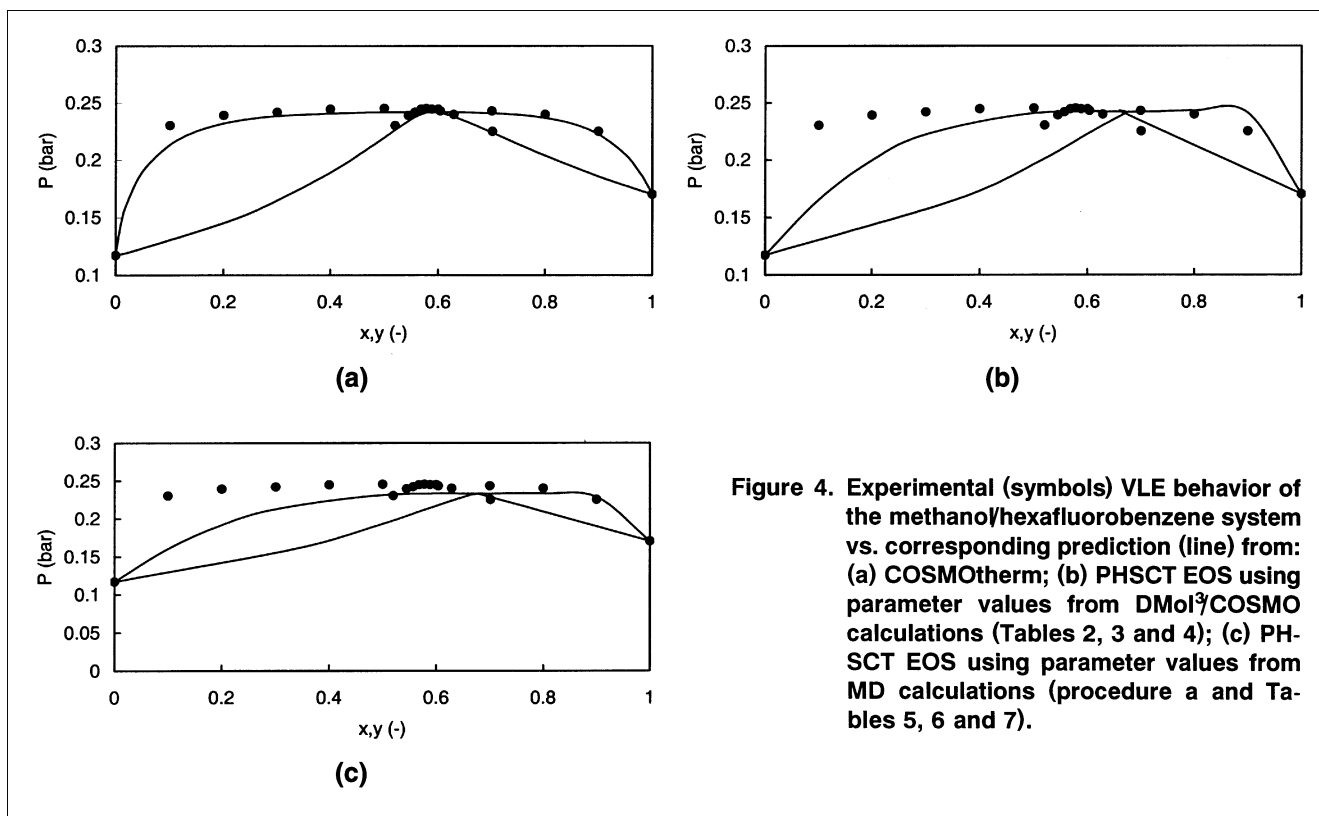 0.3
0.25
0.2
0.15
0.1
P (bar)
0
0.2
0.4
0.6
0.8
1
x,y (-)
(a)
0.3
0.25
0.2
0.15
0.1
P (bar)
0
0.2
0.4
0.6
0.8
1
x,y (-)
(b)
0.3
0.25
0.2
0.15
0.1
0.05
0
P (bar)
0
0.2
0.4
0.6
0.8
1
x,y (-)
(c)
Figure 4. Experimental (symbols) VLE behavior of
the methanol/hexafluorobenzene system
vs. corresponding prediction (line) from:
(a) COSMOtherm; (b) PHSCT EOS using
parameter values from DMol³/COSMO
calculations (Tables 2, 3 and 4); (c) PH-
SCT EOS using parameter values from
MD calculations (procedure a and Ta-
bles 5, 6 and 7).